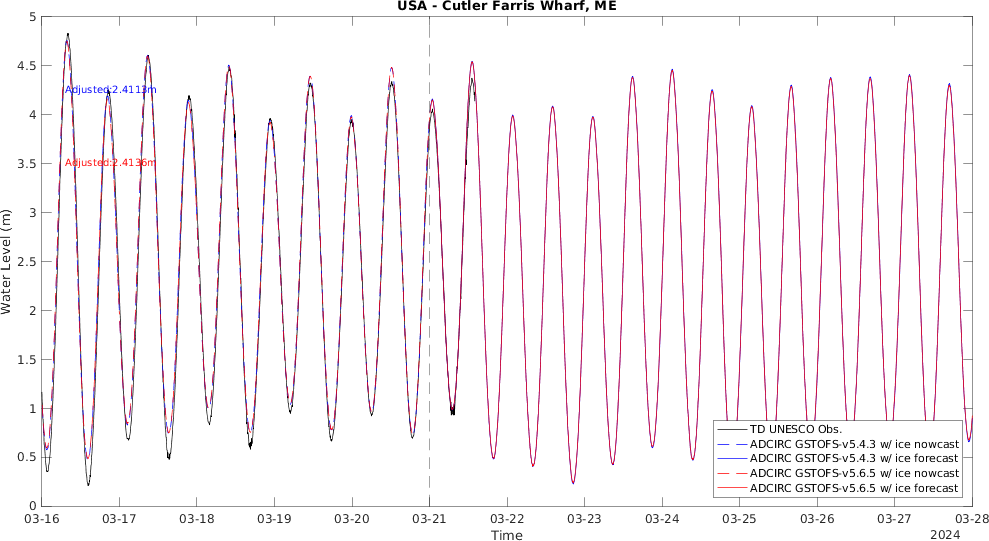 USA - Cutler Farris Wharf, ME
5
4.5
Adjusted:2.4113m
4
3.5
Adjusted:2.4136m
3
2.5
2
1.5
1
0.5
0
Water Level (m)
TD UNESCO Obs.
ADCIRC GSTOFS-v5.4.3 w/ ice nowcast
ADCIRC GSTOFS-v5.4.3 w/ ice forecast
ADCIRC GSTOFS-v5.6.5 w/ ice nowcast
ADCIRC GSTOFS-v5.6.5 w/ ice forecast
03-16 03-17 03-18 03-19 03-20 03-21 03-22 03-23 03-24 03-25 03-26 03-27 03-28
Time
2024